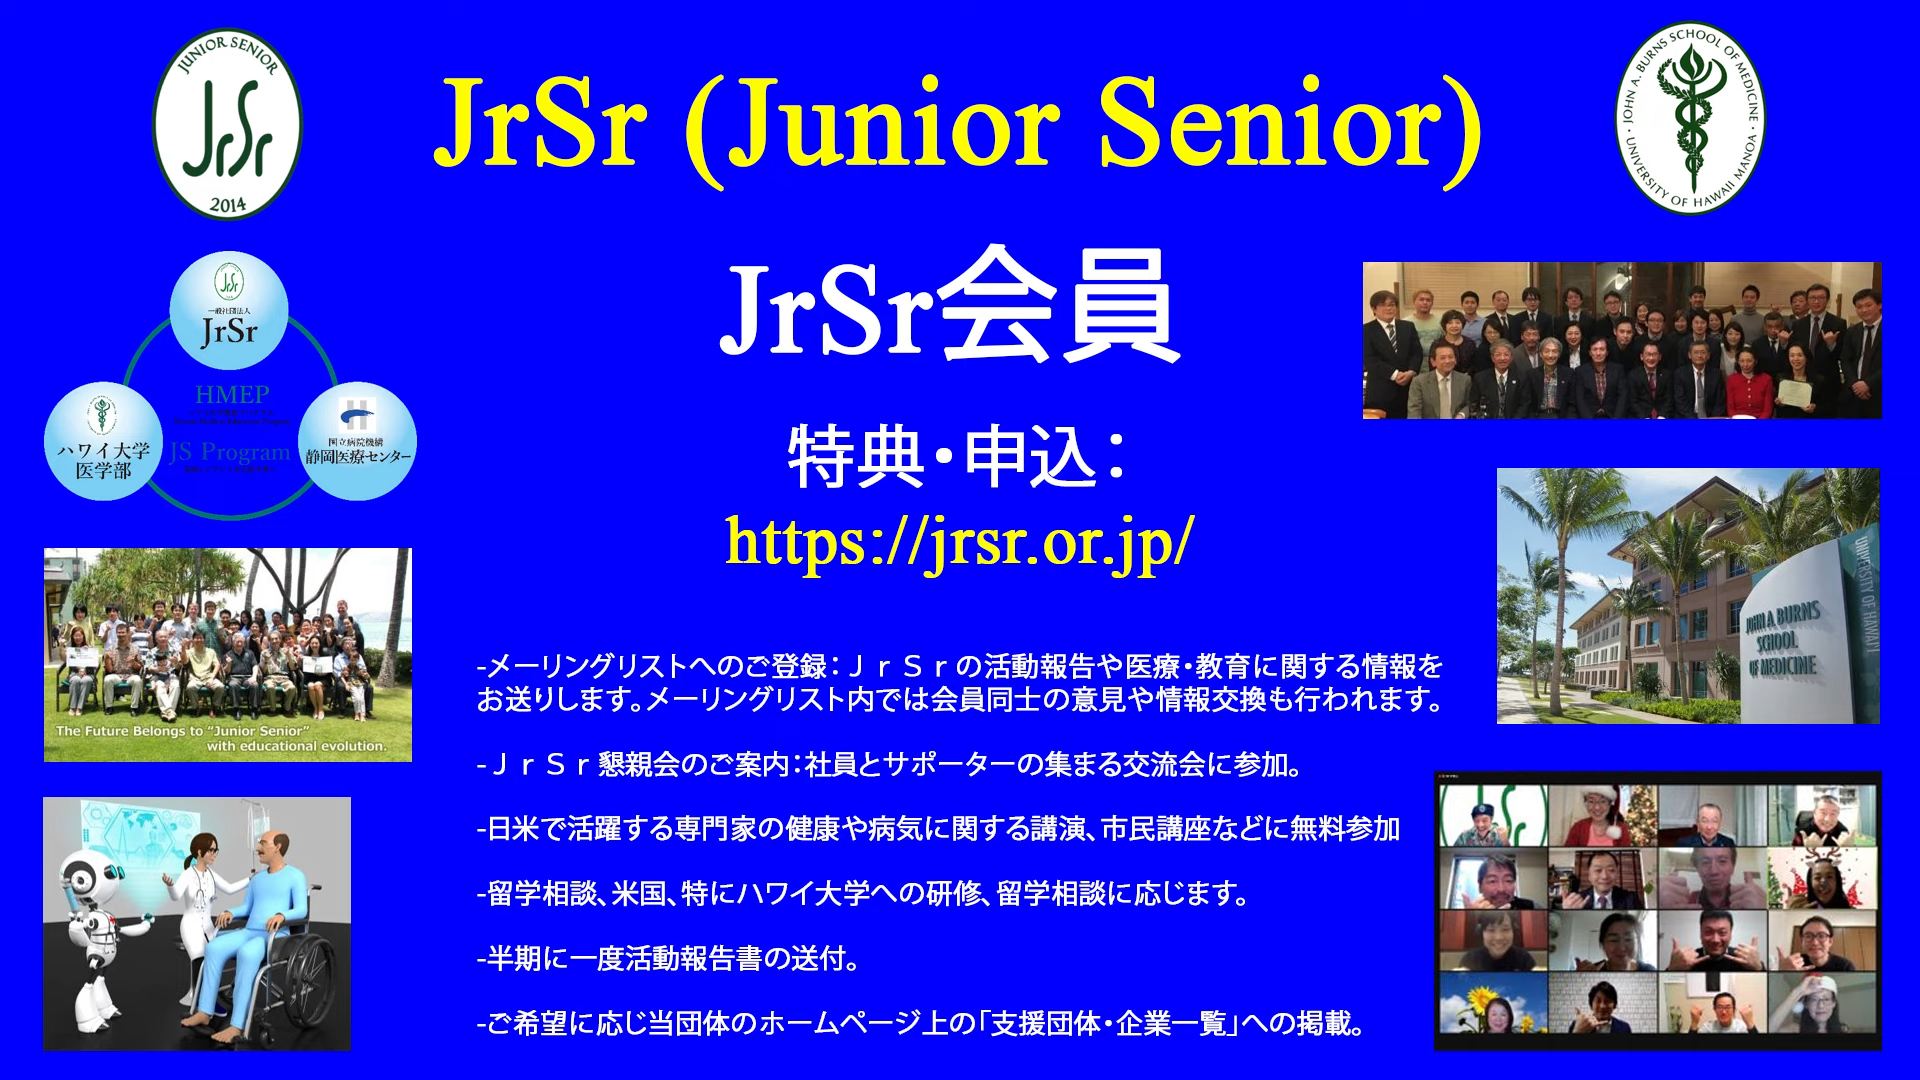 JUNIOR SENIOR
JrSr
2014
JrSr (Junior Senior)
JOHN A. BURNS SCHOOL OF MEDICINE
UNIVERSITY OF HAWAII MANOA
JrSr会員
特典・申込：
https://jrsr.or.jp/
一般社団法人
JrSr
HMEP
JS Program
ハワイ大学
医学部
国立病院機構
静岡医療センター
The Future Belongs to "Junior Senior"
with educational evolution.
UNIVERSITY OF HAWAII
JOHN A BURNS
SCHOOL
OF MEDICINE
-メーリングリストへのご登録：ＪｒＳｒの活動報告や医療・教育に関する情報を
お送りします。メーリングリスト内では会員同士の意見や情報交換も行われます。
-ＪｒＳｒ懇親会のご案内：社員とサポーターの集まる交流会に参加。
-日米で活躍する専門家の健康や病気に関する講演、市民講座などに無料参加
-留学相談、米国、特にハワイ大学への研修、留学相談に応じます。
-半期に一度活動報告書の送付。
-ご希望に応じ当団体のホームページ上の「支援団体・企業一覧」への掲載。